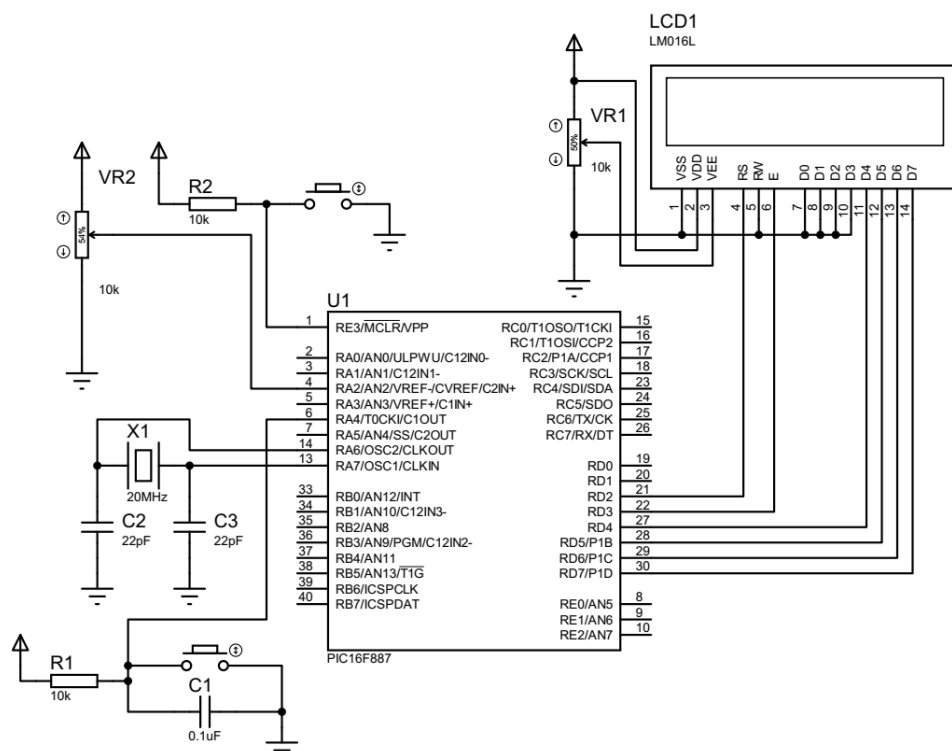 LCD1
LM016L
VR1
50%
10k
VSS
VDD
VEE
RS
RW
E
D0
D1
D2
D3
D4
D5
D6
D7
1
2
3
4
5
6
7
8
9
10
11
12
13
14
VR2
54%
10k
R2
10k
U1
1 RE3/MCLR/VPP
2 RA0/AN0/ULPWU/C12IN0-
3 RA1/AN1/C12IN1-
4 RA2/AN2/VREF-/CVREF/C2IN+
5 RA3/AN3/VREF+/C1IN+
6 RA4/T0CKI/C1OUT
7 RA5/AN4/SS/C2OUT
14 RA6/OSC2/CLKOUT
13 RA7/OSC1/CLKIN
33 RB0/AN12/INT
34 RB1/AN10/C12IN3-
35 RB2/AN8
36 RB3/AN9/PGM/C12IN2-
37 RB4/AN11
38 RB5/AN13/T1G
39 RB6/ICSPCLK
40 RB7/ICSPDAT
RC0/T1OSO/T1CKI 15
RC1/T1OSI/CCP2 16
RC2/P1A/CCP1 17
RC3/SCK/SCL 18
RC4/SDI/SDA 23
RC5/SDO 24
RC6/TX/CK 25
RC7/RX/DT 26
RD0 19
RD1 20
RD2 21
RD3 22
RD4 27
RD5/P1B 28
RD6/P1C 29
RD7/P1D 30
RE0/AN5 8
RE1/AN6 9
RE2/AN7 10
PIC16F887
X1
20MHz
C2
22pF
C3
22pF
R1
10k
C1
0.1uF